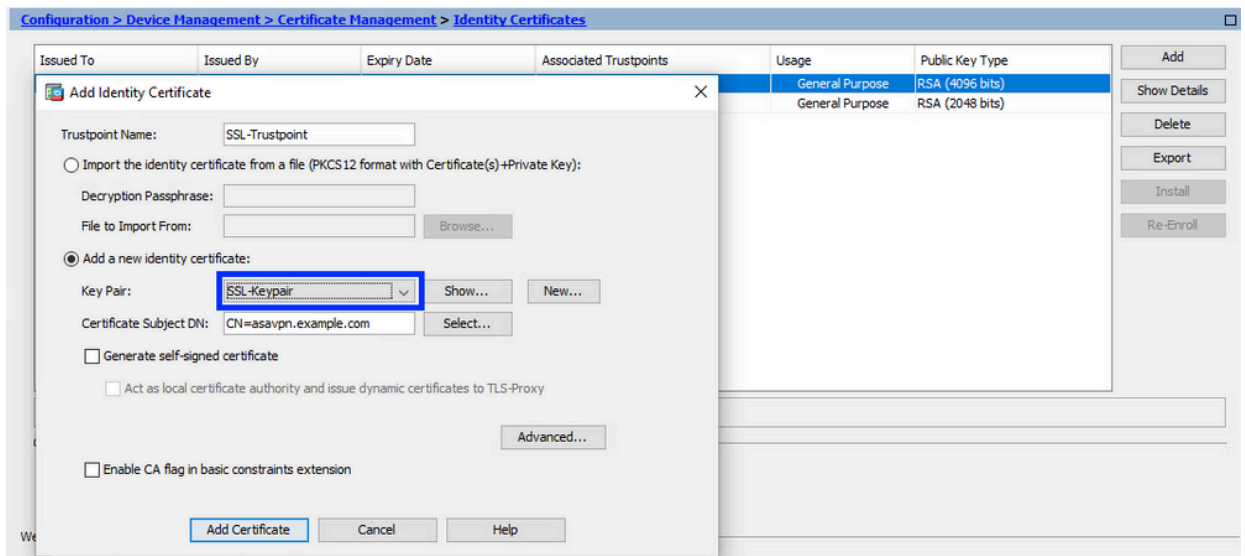 Configuration > Device Management > Certificate Management > Identity Certificates
Issued To Issued By Expiry Date Associated Trustpoints Usage Public Key Type
Add
General Purpose RSA (4096 bits)
Show Details
General Purpose RSA (2048 bits)
Delete
Export
Install
Re-Enroll
Add Identity Certificate
Trustpoint Name: SSL-Trustpoint
Import the identity certificate from a file (PKCS12 format with Certificate(s)+Private Key):
Decryption Passphrase:
File to Import From: Browse...
Add a new identity certificate:
Key Pair: SSL-Keypair Show... New...
Certificate Subject DN: CN=asavpn.example.com Select...
Generate self-signed certificate
Act as local certificate authority and issue dynamic certificates to TLS-Proxy
Advanced...
Enable CA flag in basic constraints extension
Add Certificate Cancel Help